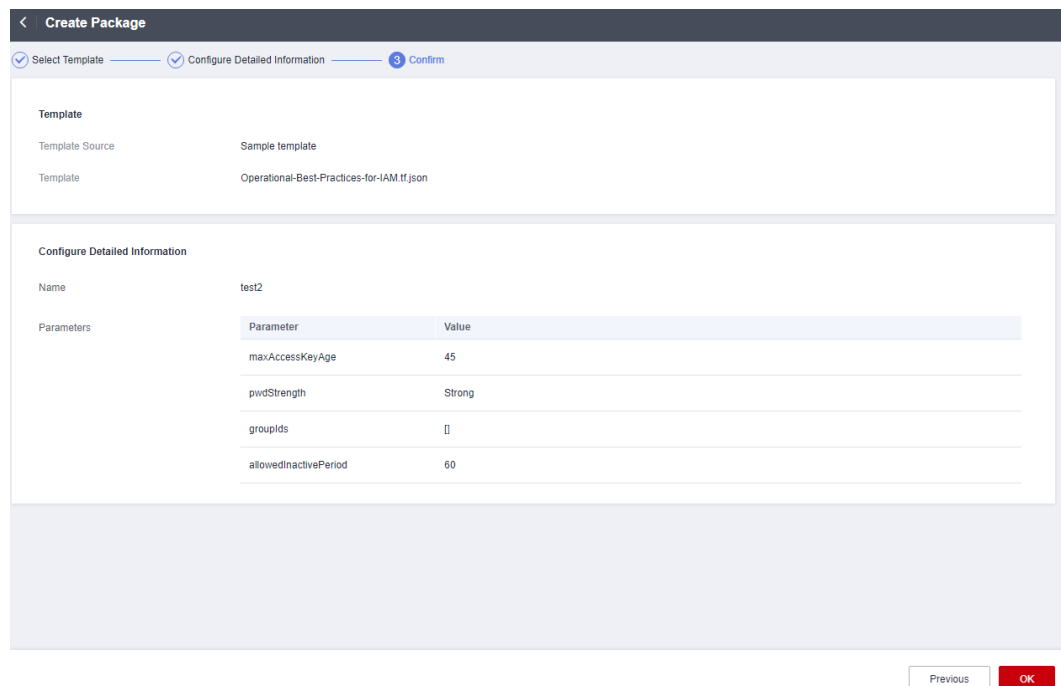 Create Package
Select Template
Configure Detailed Information
3 Confirm
Template
Template Source Sample template
Template Operational-Best-Practices-for-IAM.tf.json
Configure Detailed Information
Name test2
Parameters Parameter Value
maxAccessKeyAge 45
pwdStrength Strong
groupIds []
allowedInactivePeriod 60
Previous OK